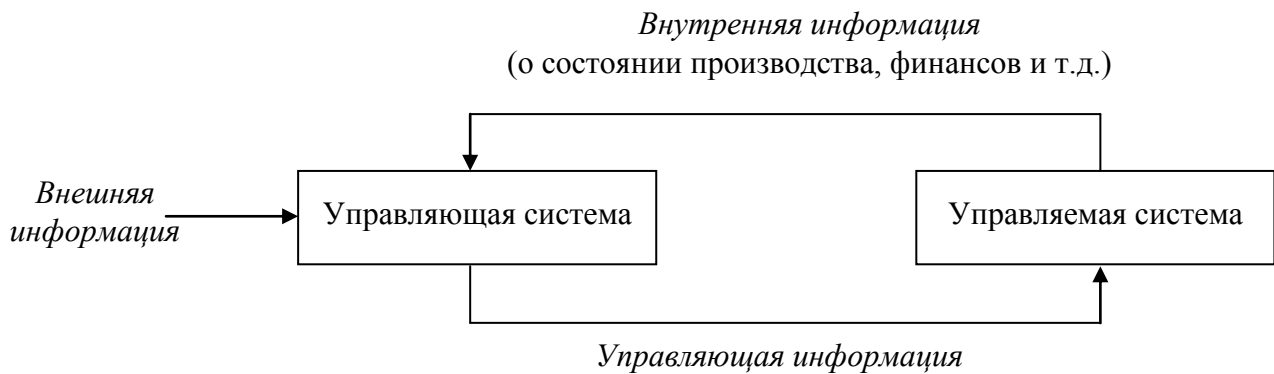 Внутренняя информация
(о состоянии производства, финансов и т.д.)
Внешняя
информация
Управляющая система
Управляемая система
Управляющая информация